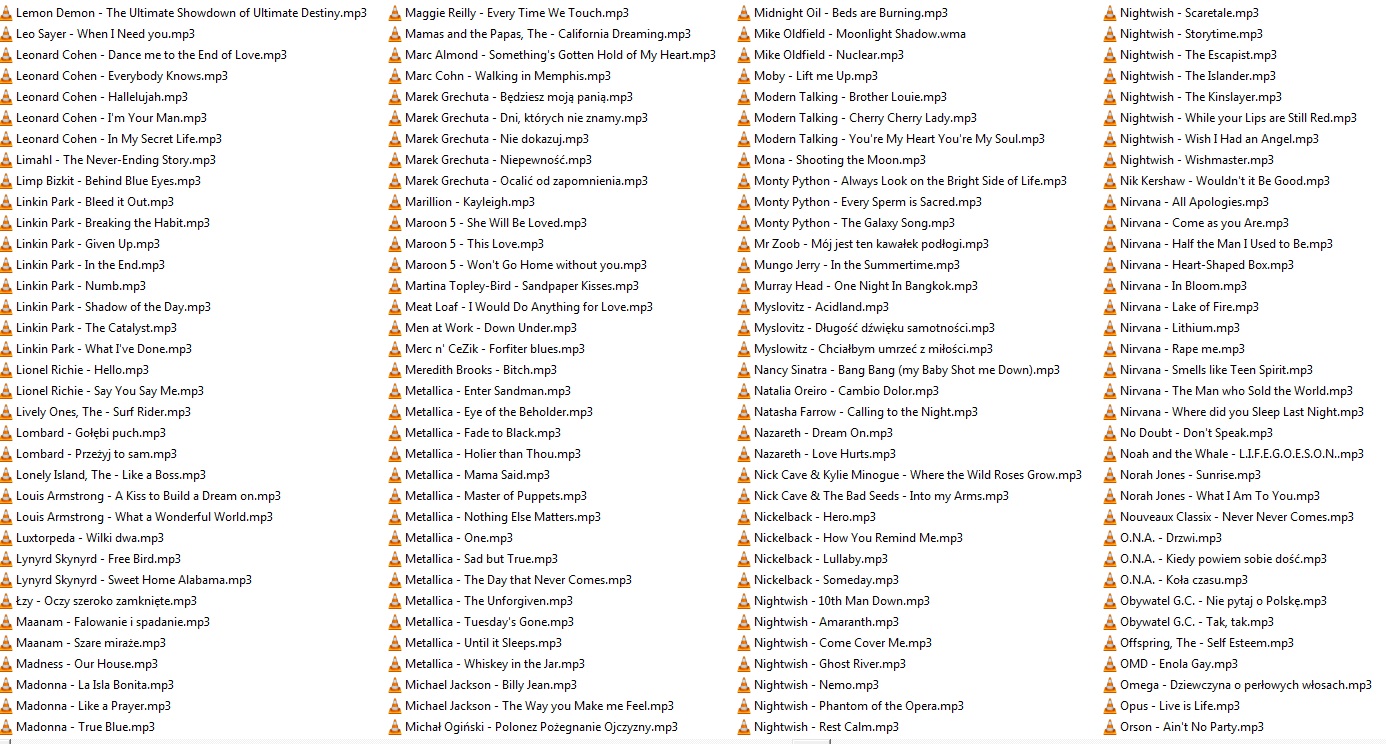 Lemon Demon - The Ultimate Showdown of Ultimate Destiny.mp3
Leo Sayer - When I Need you.mp3
Leonard Cohen - Dance me to the End of Love.mp3
Leonard Cohen - Everybody Knows.mp3
Leonard Cohen - Hallelujah.mp3
Leonard Cohen - I'm Your Man.mp3
Leonard Cohen - In My Secret Life.mp3
Limahl - The Never-Ending Story.mp3
Limp Bizkit - Behind Blue Eyes.mp3
Linkin Park - Bleed it Out.mp3
Linkin Park - Breaking the Habit.mp3
Linkin Park - Given Up.mp3
Linkin Park - In the End.mp3
Linkin Park - Numb.mp3
Linkin Park - Shadow of the Day.mp3
Linkin Park - The Catalyst.mp3
Linkin Park - What I've Done.mp3
Lionel Richie - Hello.mp3
Lionel Richie - Say You Say Me.mp3
Lively Ones, The - Surf Rider.mp3
Lombard - Gołębi puch.mp3
Lombard - Przeżyj to sam.mp3
Lonely Island, The - Like a Boss.mp3
Louis Armstrong - A Kiss to Build a Dream on.mp3
Louis Armstrong - What a Wonderful World.mp3
Luxtorpeda - Wilki dwa.mp3
Lynyrd Skynyrd - Free Bird.mp3
Lynyrd Skynyrd - Sweet Home Alabama.mp3
Łzy - Oczy szeroko zamknięte.mp3
Maanam - Falowanie i spadanie.mp3
Maanam - Szare miraże.mp3
Madness - Our House.mp3
Madonna - La Isla Bonita.mp3
Madonna - Like a Prayer.mp3
Madonna - True Blue.mp3
Maggie Reilly - Every Time We Touch.mp3
Mamas and the Papas, The - California Dreaming.mp3
Marc Almond - Something's Gotten Hold of My Heart.mp3
Marc Cohn - Walking in Memphis.mp3
Marek Grechuta - Będziesz moją panią.mp3
Marek Grechuta - Dni, których nie znamy.mp3
Marek Grechuta - Nie dokazuj.mp3
Marek Grechuta - Niepewność.mp3
Marek Grechuta - Ocalić od zapomnienia.mp3
Marillion - Kayleigh.mp3
Maroon 5 - She Will Be Loved.mp3
Maroon 5 - This Love.mp3
Maroon 5 - Won't Go Home without you.mp3
Martina Topley-Bird - Sandpaper Kisses.mp3
Meat Loaf - I Would Do Anything for Love.mp3
Men at Work - Down Under.mp3
Merc n' CeZik - Forfiter blues.mp3
Meredith Brooks - Bitch.mp3
Metallica - Enter Sandman.mp3
Metallica - Eye of the Beholder.mp3
Metallica - Fade to Black.mp3
Metallica - Holier than Thou.mp3
Metallica - Mama Said.mp3
Metallica - Master of Puppets.mp3
Metallica - Nothing Else Matters.mp3
Metallica - One.mp3
Metallica - Sad but True.mp3
Metallica - The Day that Never Comes.mp3
Metallica - The Unforgiven.mp3
Metallica - Tuesday's Gone.mp3
Metallica - Until it Sleeps.mp3
Metallica - Whiskey in the Jar.mp3
Michael Jackson - Billy Jean.mp3
Michael Jackson - The Way you Make me Feel.mp3
Michał Ogiński - Polonez Pożegnanie Ojczyzny.mp3
Midnight Oil - Beds are Burning.mp3
Mike Oldfield - Moonlight Shadow.wma
Mike Oldfield - Nuclear.mp3
Moby - Lift me Up.mp3
Modern Talking - Brother Louie.mp3
Modern Talking - Cherry Cherry Lady.mp3
Modern Talking - You're My Heart You're My Soul.mp3
Mona - Shooting the Moon.mp3
Monty Python - Always Look on the Bright Side of Life.mp3
Monty Python - Every Sperm is Sacred.mp3
Monty Python - The Galaxy Song.mp3
Mr Zoob - Mój jest ten kawałek podłogi.mp3
Mungo Jerry - In the Summertime.mp3
Murray Head - One Night In Bangkok.mp3
Myslovitz - Acidland.mp3
Myslovitz - Długość dźwięku samotności.mp3
Myslowitz - Chciałbym umrzeć z miłości.mp3
Nancy Sinatra - Bang Bang (my Baby Shot me Down).mp3
Natalia Oreiro - Cambio Dolor.mp3
Natasha Farrow - Calling to the Night.mp3
Nazareth - Dream On.mp3
Nazareth - Love Hurts.mp3
Nick Cave & Kylie Minogue - Where the Wild Roses Grow.mp3
Nick Cave & The Bad Seeds - Into my Arms.mp3
Nickelback - Hero.mp3
Nickelback - How You Remind Me.mp3
Nickelback - Lullaby.mp3
Nickelback - Someday.mp3
Nightwish - 10th Man Down.mp3
Nightwish - Amaranth.mp3
Nightwish - Come Cover Me.mp3
Nightwish - Ghost River.mp3
Nightwish - Nemo.mp3
Nightwish - Phantom of the Opera.mp3
Nightwish - Rest Calm.mp3
Nightwish - Scaretale.mp3
Nightwish - Storytime.mp3
Nightwish - The Escapist.mp3
Nightwish - The Islander.mp3
Nightwish - The Kinslayer.mp3
Nightwish - While your Lips are Still Red.mp3
Nightwish - Wish I Had an Angel.mp3
Nightwish - Wishmaster.mp3
Nik Kershaw - Wouldn't it Be Good.mp3
Nirvana - All Apologies.mp3
Nirvana - Come as you Are.mp3
Nirvana - Half the Man I Used to Be.mp3
Nirvana - Heart-Shaped Box.mp3
Nirvana - In Bloom.mp3
Nirvana - Lake of Fire.mp3
Nirvana - Lithium.mp3
Nirvana - Rape me.mp3
Nirvana - Smells like Teen Spirit.mp3
Nirvana - The Man who Sold the World.mp3
Nirvana - Where did you Sleep Last Night.mp3
No Doubt - Don't Speak.mp3
Noah and the Whale - L.I.F.E.G.O.E.S.O.N..mp3
Norah Jones - Sunrise.mp3
Norah Jones - What I Am To You.mp3
Nouveaux Classix - Never Never Comes.mp3
O.N.A. - Drzwi.mp3
O.N.A. - Kiedy powiem sobie dość.mp3
O.N.A. - Koła czasu.mp3
Obywatel G.C. - Nie pytaj o Polskę.mp3
Obywatel G.C. - Tak, tak.mp3
Offspring, The - Self Esteem.mp3
OMD - Enola Gay.mp3
Omega - Dziewczyna o perłowych włosach.mp3
Opus - Live is Life.mp3
Orson - Ain't No Party.mp3